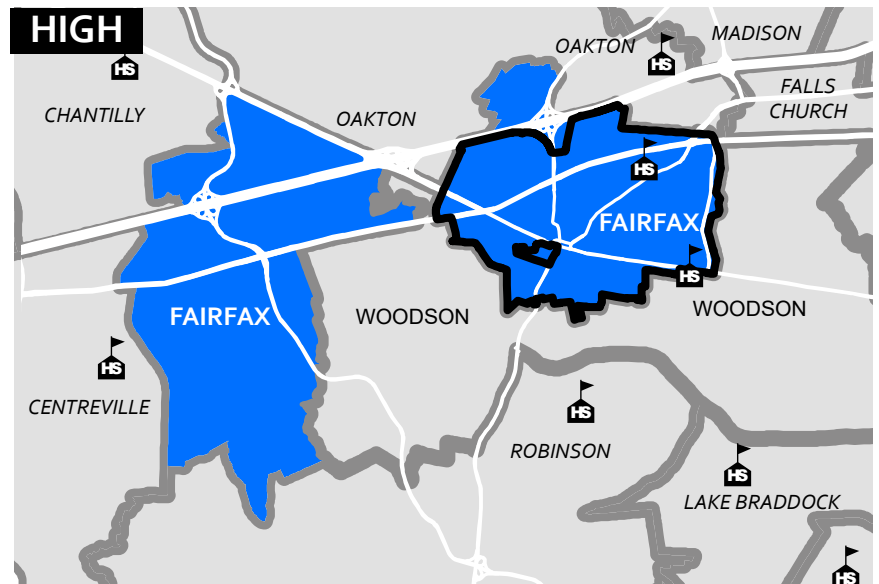 HIGH
OAKTON
MADISON
HS
HS
CHANTILLY
FALLS
CHURCH
OAKTON
HS
FAIRFAX
HS
FAIRFAX
WOODSON
WOODSON
HS
CENTREVILLE
HS
ROBINSON
HS
LAKE BRADDOCK
HS